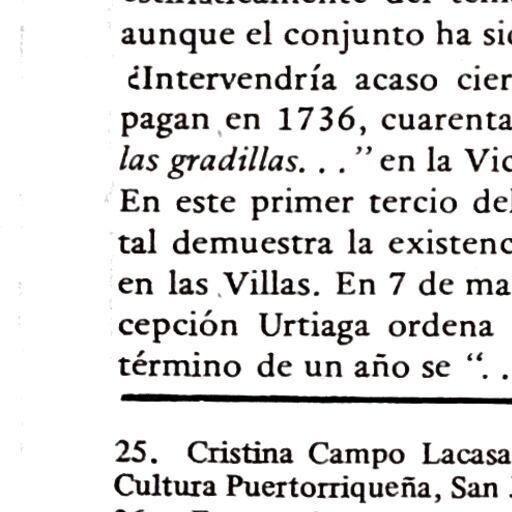 aunque el conjunto ha sic
¿Intervendría acaso cier
pagan en 1736, cuarenta
las gradillas. . ." en la Vic
En este primer tercio del
tal demuestra la existenc
en las Villas. En 7 de ma
cepción Urtiaga ordena
término de un año se ". .
25. Cristina Campo Lacasa
Cultura Puertorriqueña, San J